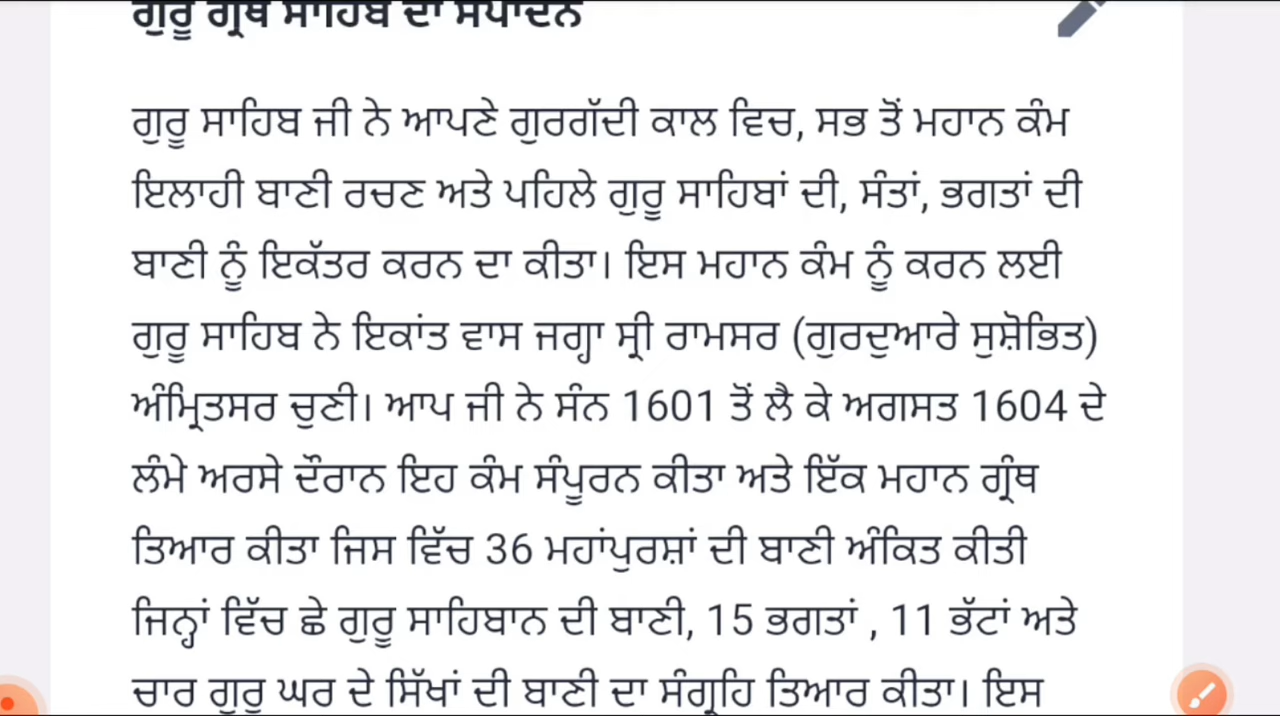 ਗੁਰੂ ਗ੍ਰੰਥ ਸਾਹਿਬ ਦਾ ਸੰਪਾਦਨ
ਗੁਰੂ ਸਾਹਿਬ ਜੀ ਨੇ ਆਪਣੇ ਗੁਰਗੱਦੀ ਕਾਲ ਵਿਚ, ਸਭ ਤੋਂ ਮਹਾਨ ਕੰਮ
ਇਲਾਹੀ ਬਾਣੀ ਰਚਣ ਅਤੇ ਪਹਿਲੇ ਗੁਰੂ ਸਾਹਿਬਾਂ ਦੀ, ਸੰਤਾਂ, ਭਗਤਾਂ ਦੀ
ਬਾਣੀ ਨੂੰ ਇਕੱਤਰ ਕਰਨ ਦਾ ਕੀਤਾ। ਇਸ ਮਹਾਨ ਕੰਮ ਨੂੰ ਕਰਨ ਲਈ
ਗੁਰੂ ਸਾਹਿਬ ਨੇ ਇਕਾਂਤ ਵਾਸ ਜਗ੍ਹਾ ਸ੍ਰੀ ਰਾਮਸਰ (ਗੁਰਦੁਆਰੇ ਸੁਸ਼ੋਭਿਤ)
ਅੰਮ੍ਰਿਤਸਰ ਚੁਣੀ। ਆਪ ਜੀ ਨੇ ਸੰਨ 1601 ਤੋਂ ਲੈ ਕੇ ਅਗਸਤ 1604 ਦੇ
ਲੰਮੇ ਅਰਸੇ ਦੌਰਾਨ ਇਹ ਕੰਮ ਸੰਪੂਰਨ ਕੀਤਾ ਅਤੇ ਇੱਕ ਮਹਾਨ ਗ੍ਰੰਥ
ਤਿਆਰ ਕੀਤਾ ਜਿਸ ਵਿੱਚ 36 ਮਹਾਂਪੁਰਸ਼ਾਂ ਦੀ ਬਾਣੀ ਅੰਕਿਤ ਕੀਤੀ
ਜਿਨ੍ਹਾਂ ਵਿੱਚ ਛੇ ਗੁਰੂ ਸਾਹਿਬਾਨ ਦੀ ਬਾਣੀ, 15 ਭਗਤਾਂ , 11 ਭੱਟਾਂ ਅਤੇ
ਚਾਰ ਗੁਰੁ ਘਰ ਦੇ ਸਿੱਖਾਂ ਦੀ ਬਾਣੀ ਦਾ ਸੰਗ੍ਰਹਿ ਤਿਆਰ ਕੀਤਾ। ਇਸ